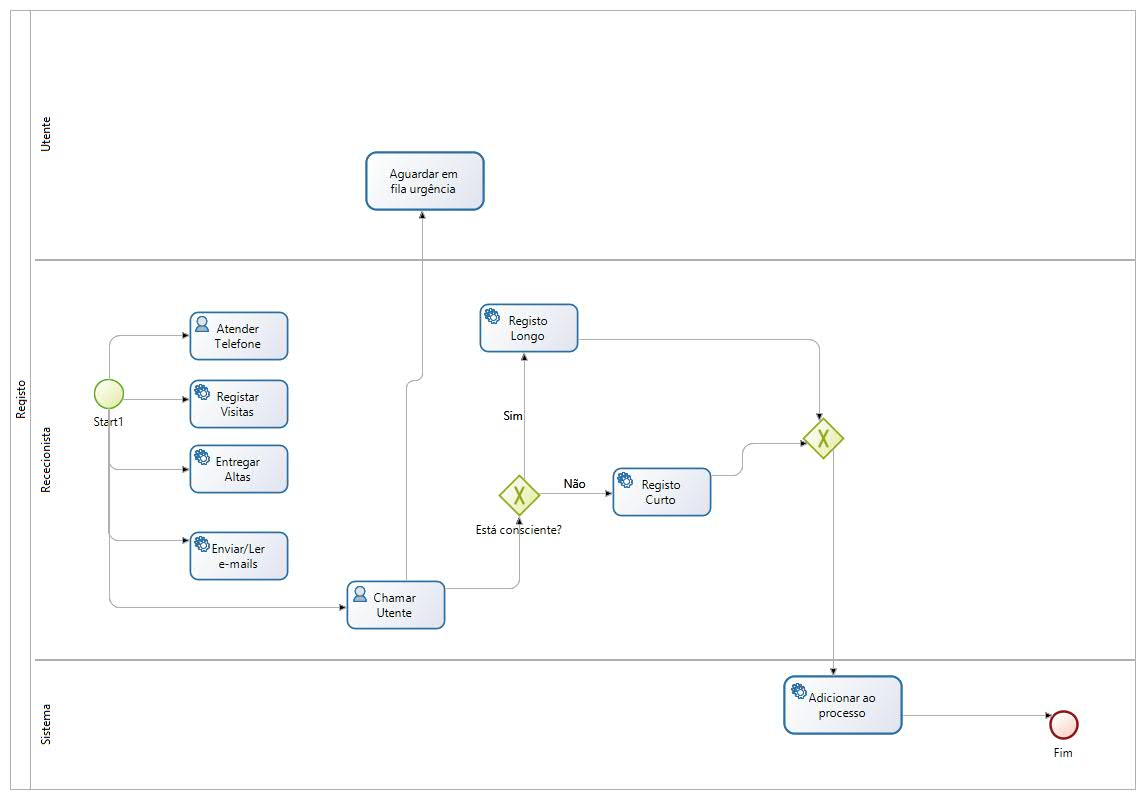 Registo
Utente
Aguardar em
fila urgência
Rececionista
Start1
Atender
Telefone
Registar
Visitas
Entregar
Altas
Enviar/Ler
e-mails
Chamar
Utente
Está consciente?
Sim
Registo
Longo
Não
Registo
Curto
Sistema
Adicionar ao
processo
Fim